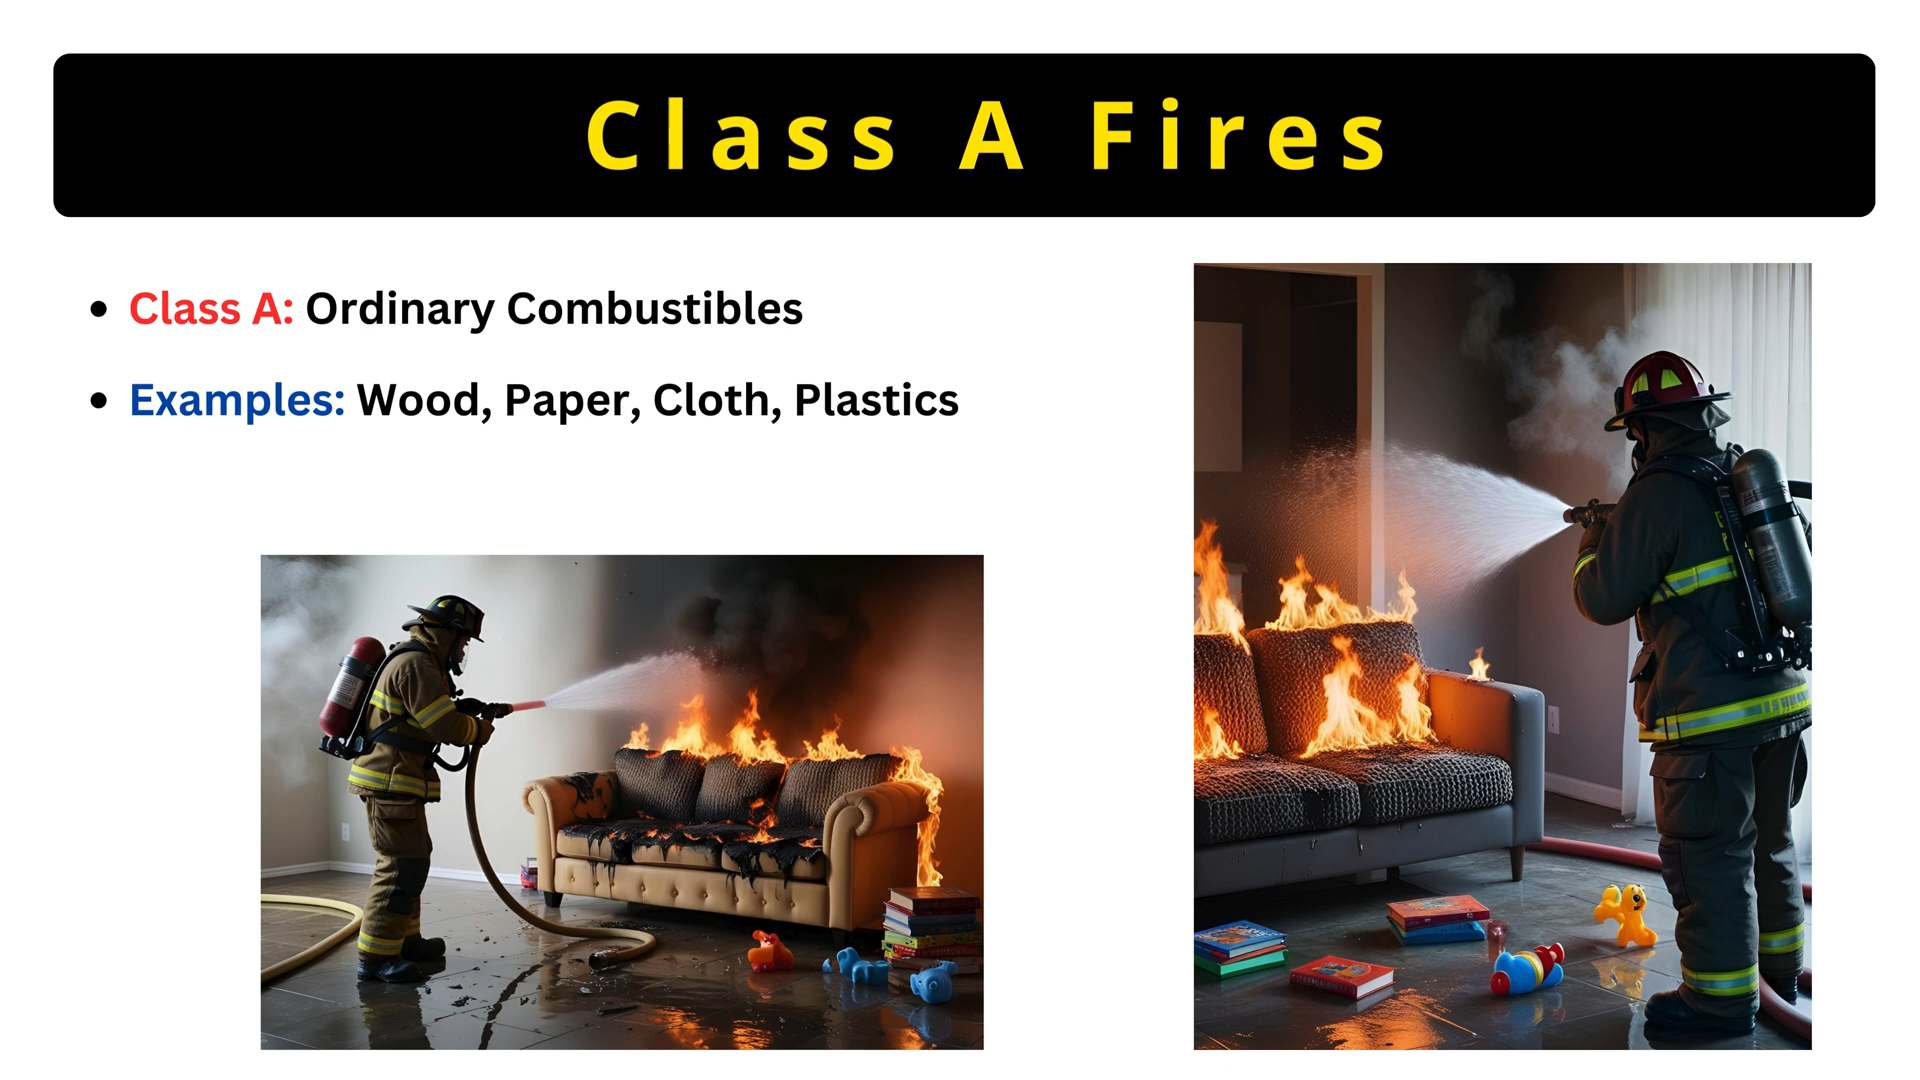 Class A Fires
Class A: Ordinary Combustibles
Examples: Wood, Paper, Cloth, Plastics